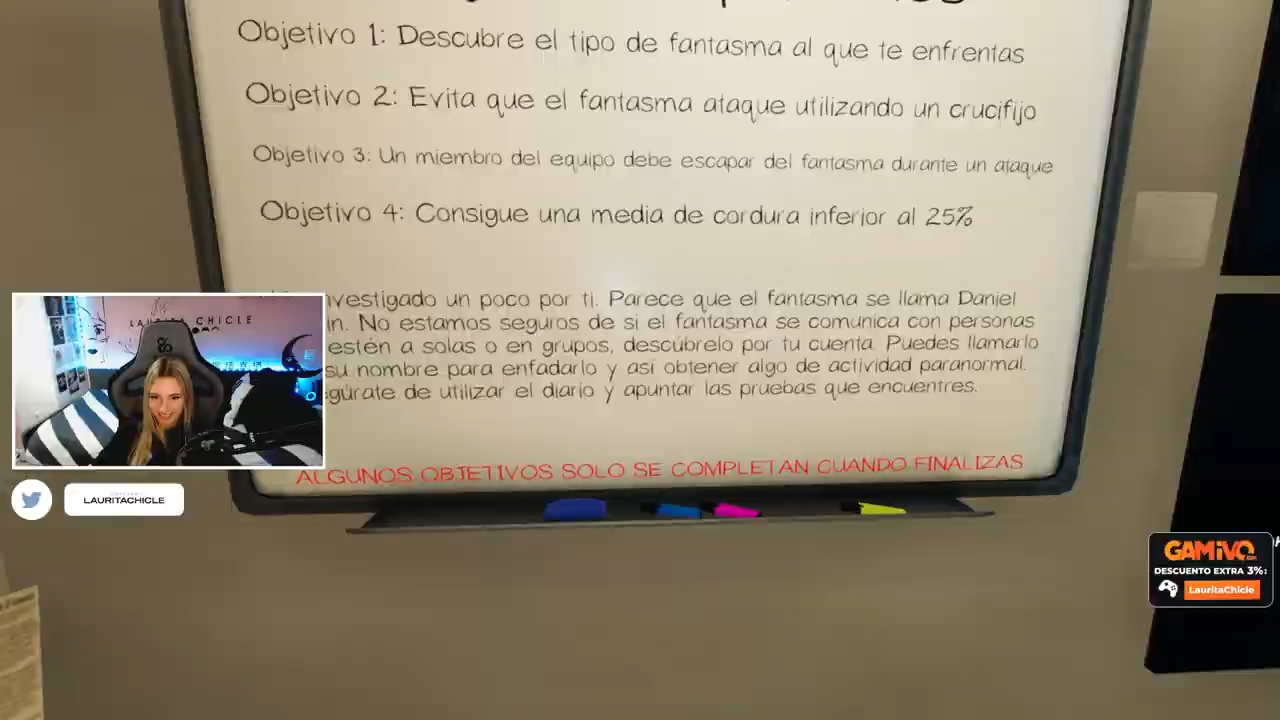 Objetivo 1: Descubre el tipo de fantasma al que te enfrentas
Objetivo 2: Evita que el fantasma ataque utilizando un crucifijo
Objetivo 3: Un miembro del equipo debe escapar del fantasma durante un ataque
Objetivo 4: Consigue una media de cordura inferior al 25%
un poco por ti. Parece que el fantasma se llama Daniel
No estamos seguros de si el fantasma se comunica con personas
estén a solas o en grupos, descúbrelo por tu cuenta. Puedes llamarlo
su nombre para enfadarlo y así obtener algo de actividad paranormal.
de utilizar el diario y apuntar las pruebas que encuentres.
ALGUNOS OBJETIVOS SOLO SE COMPLETAN CUANDO FINALIZAS
LAURITA CHICLE
LAURITACHICLE
GAMIVO.COM
DESCUENTO EXTRA 3%:
LauritaChicle